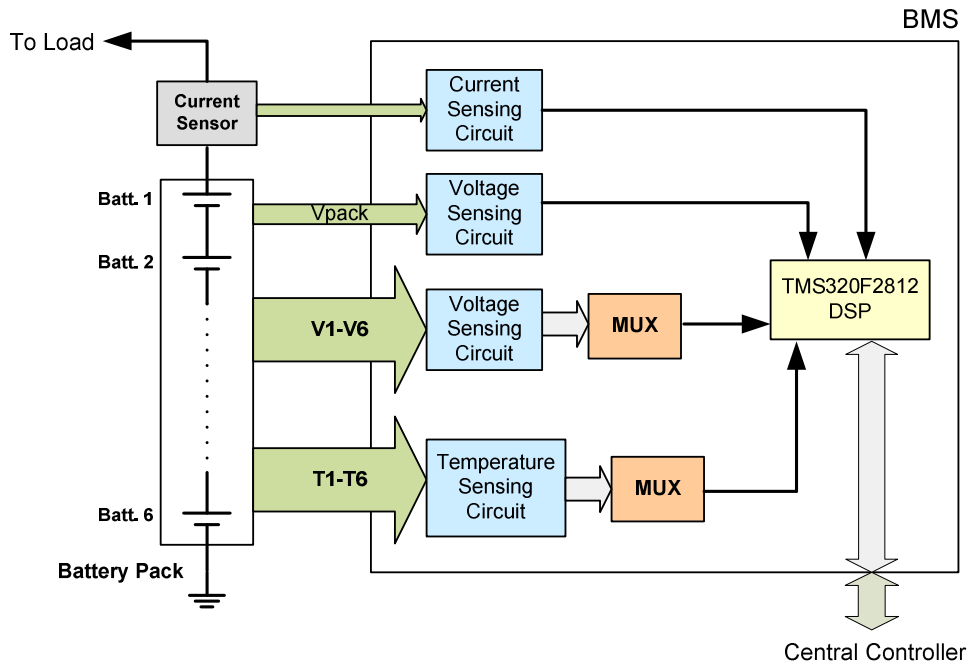 BMS
To Load
Current
Sensor
Current
Sensing
Circuit
Batt. 1
Vpack
Voltage
Sensing
Circuit
Batt. 2
TMS320F2812
DSP
V1-V6
Voltage
Sensing
Circuit
MUX
T1-T6
Temperature
Sensing
Circuit
MUX
Batt. 6
Battery Pack
Central Controller